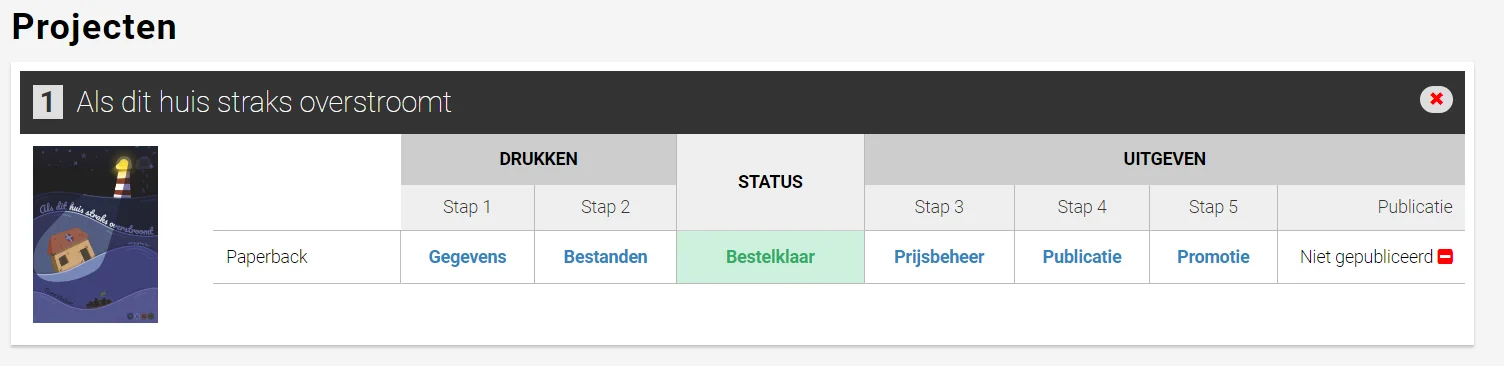 Projecten
1 Als dit huis straks overstroomt
DRUKKEN STATUS UITGEVEN
Stap 1 Stap 2 Stap 3 Stap 4 Stap 5 Publicatie
Als dit huis straks overstroomt
Paperback Gegevens Bestanden Bestelklaar Prijsbeheer Publicatie Promotie Niet gepubliceerd